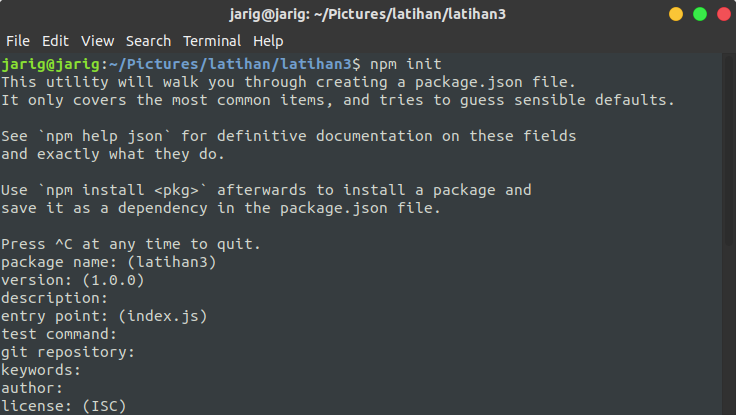 jarig@jarig: ~/Pictures/latihan/latihan3
File Edit View Search Terminal Help
jarig@jarig:~/Pictures/latihan/latihan3$ npm init
This utility will walk you through creating a package.json file.
It only covers the most common items, and tries to guess sensible defaults.
See `npm help json` for definitive documentation on these fields
and exactly what they do.
Use `npm install <pkg>` afterwards to install a package and
save it as a dependency in the package.json file.
Press ^C at any time to quit.
package name: (latihan3)
version: (1.0.0)
description:
entry point: (index.js)
test command:
git repository:
keywords:
author:
license: (ISC)